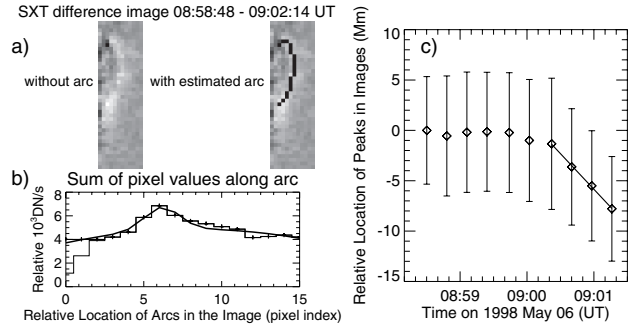 SXT difference image 08:58:48 - 09:02:14 UT
a)
without arc
with estimated arc
b)
Sum of pixel values along arc
Relative 10³DN/s
8
6
4
2
0
5
10
15
Relative Location of Arcs in the Image (pixel index)
c)
Relative Location of Peaks in Images (Mm)
10
5
0
-5
-10
-15
08:59
09:00
09:01
Time on 1998 May 06 (UT)